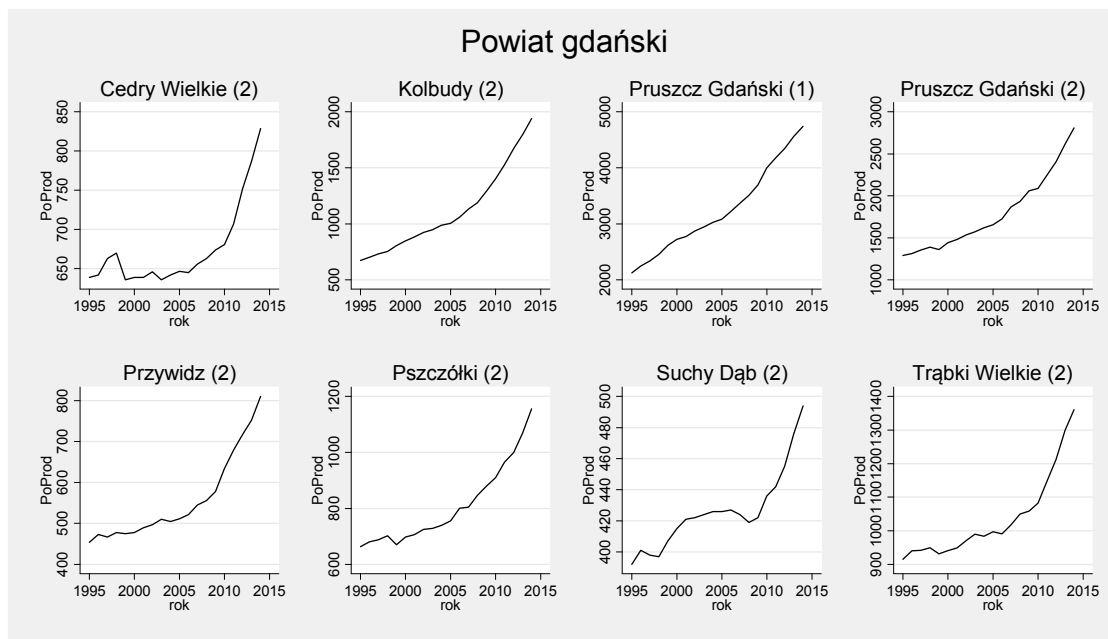 Powiat gdański
Cedry Wielkie (2)
PoProd
650 700 750 800 850
1995 2000 2005 2010 2015
rok
Kolbudy (2)
PoProd
500 1000 1500 2000
1995 2000 2005 2010 2015
rok
Pruszcz Gdański (1)
PoProd
2000 3000 4000 5000
1995 2000 2005 2010 2015
rok
Pruszcz Gdański (2)
PoProd
1000 1500 2000 2500 3000
1995 2000 2005 2010 2015
rok
Przywidz (2)
PoProd
400 500 600 700 800
1995 2000 2005 2010 2015
rok
Pszczółki (2)
PoProd
600 800 1000 1200
1995 2000 2005 2010 2015
rok
Suchy Dąb (2)
PoProd
400 420 440 460 480 500
1995 2000 2005 2010 2015
rok
Trąbki Wielkie (2)
PoProd
900 1000 1100 1200 1300 1400
1995 2000 2005 2010 2015
rok